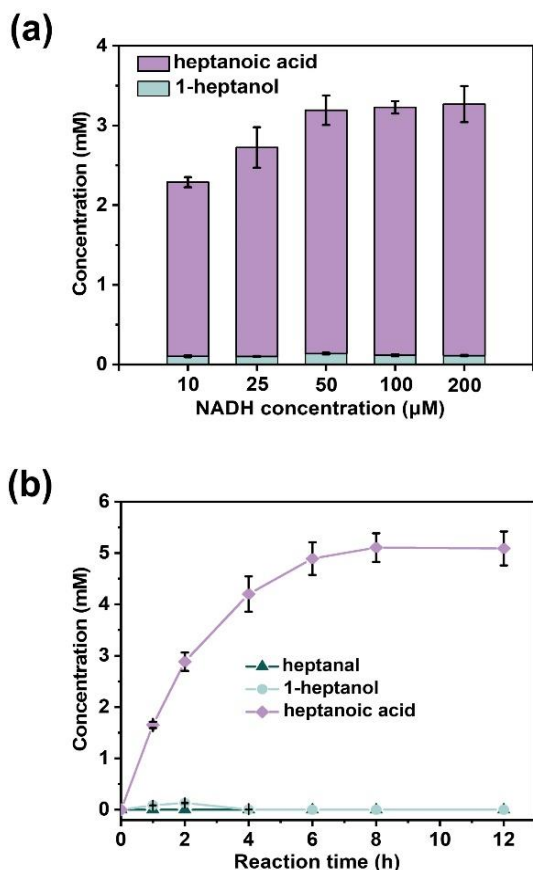 (a)
heptanoic acid
1-heptanol
Concentration (mM)
4
3
2
1
0
10 25 50 100 200
NADH concentration (μM)
(b)
Concentration (mM)
6
5
4
3
2
1
0
heptanal
1-heptanol
heptanoic acid
0 2 4 6 8 10 12
Reaction time (h)